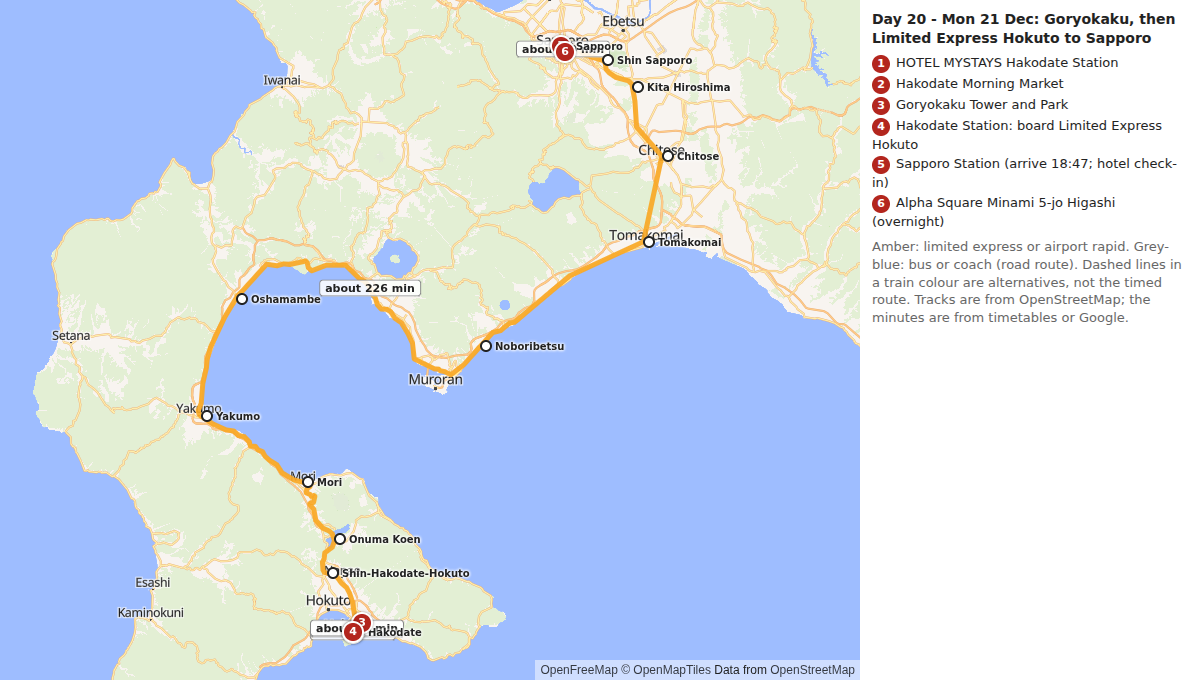 Ebetsu
Sapporo
Shin Sapporo
Iwanai
Kita Hiroshima
Chitose
Chitose
Tomakomai
Tomakomai
about 226 min
Oshamambe
Setana
Noboribetsu
Muroran
Yakumo
Yakumo
Mori
Mori
Onuma Koen
Shin-Hakodate-Hokuto
Esashi
Hokuto
Kaminokuni
3
4
Hakodate
6
OpenFreeMap © OpenMapTiles Data from OpenStreetMap
Day 20 - Mon 21 Dec: Goryokaku, then
Limited Express Hokuto to Sapporo
1 HOTEL MYSTAYS Hakodate Station
2 Hakodate Morning Market
3 Goryokaku Tower and Park
4 Hakodate Station: board Limited Express
Hokuto
5 Sapporo Station (arrive 18:47; hotel check-
in)
6 Alpha Square Minami 5-jo Higashi
(overnight)
Amber: limited express or airport rapid. Grey-
blue: bus or coach (road route). Dashed lines in
a train colour are alternatives, not the timed
route. Tracks are from OpenStreetMap; the
minutes are from timetables or Google.